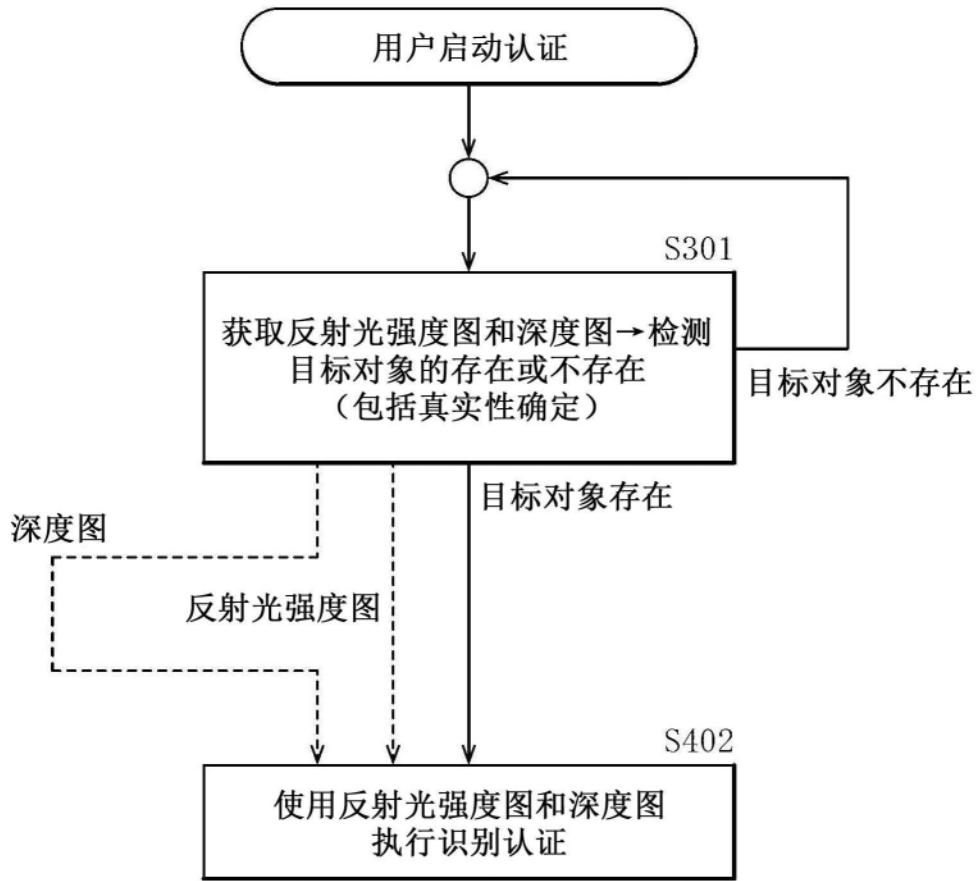 用户启动认证
S301
获取反射光强度图和深度图→检测
目标对象的存在或不存在
（包括真实性确定）
目标对象不存在
目标对象存在
深度图
反射光强度图
S402
使用反射光强度图和深度图
执行识别认证